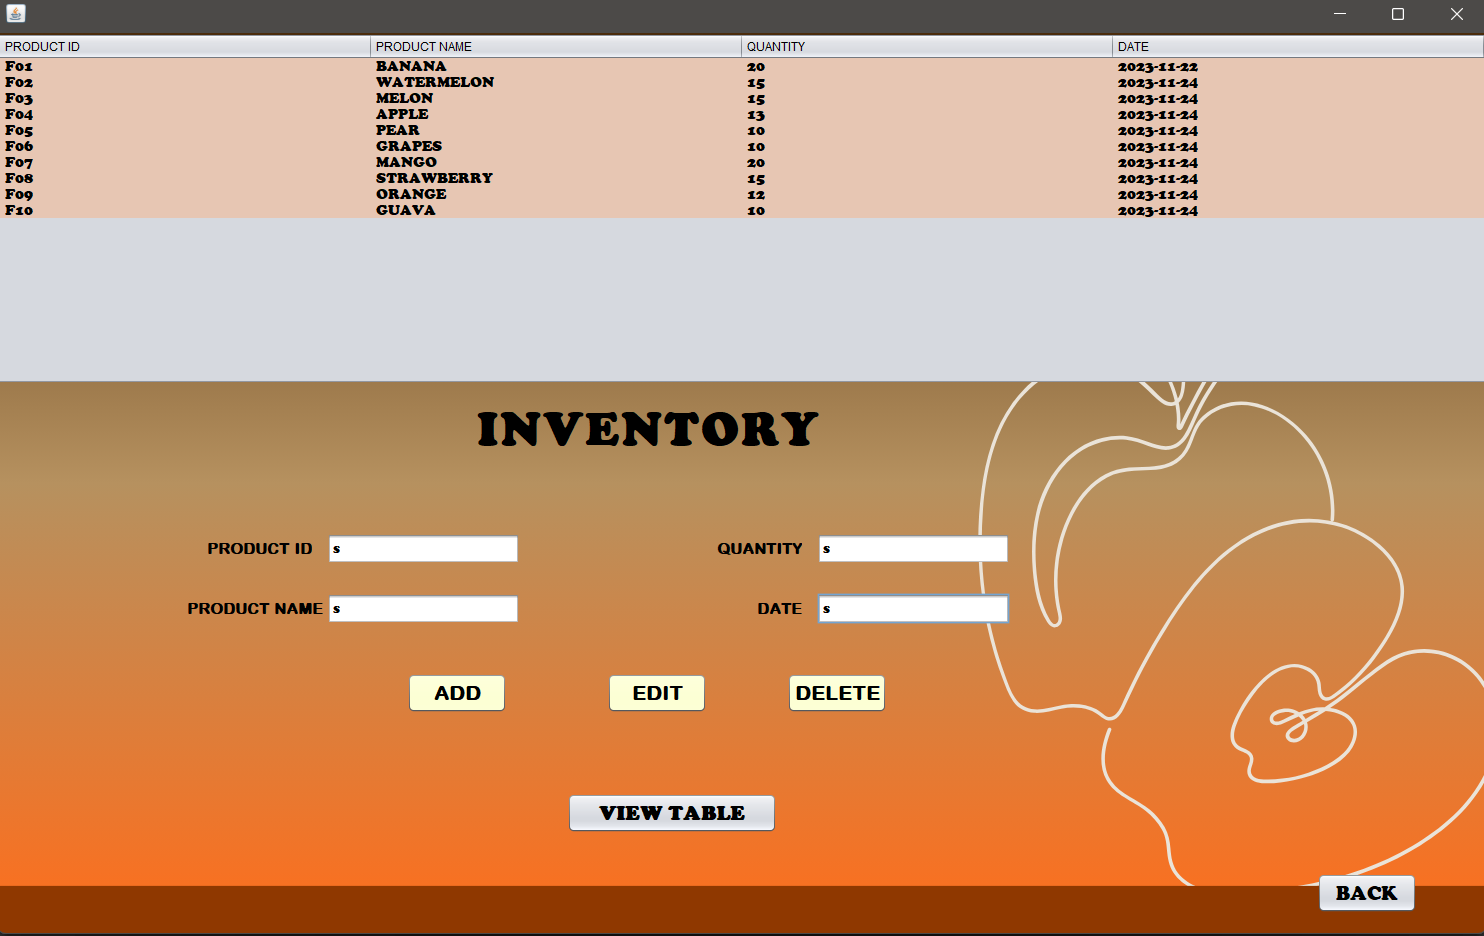 PRODUCT ID PRODUCT NAME QUANTITY DATE
F01 BANANA 20 2023-11-22
F02 WATERMELON 15 2023-11-24
F03 MELON 15 2023-11-24
F04 APPLE 13 2023-11-24
F05 PEAR 10 2023-11-24
F06 GRAPES 10 2023-11-24
F07 MANGO 20 2023-11-24
F08 STRAWBERRY 15 2023-11-24
F09 ORANGE 12 2023-11-24
F10 GUAVA 10 2023-11-24
INVENTORY
PRODUCT ID s QUANTITY s
PRODUCT NAME s DATE s
ADD EDIT DELETE
VIEW TABLE
BACK